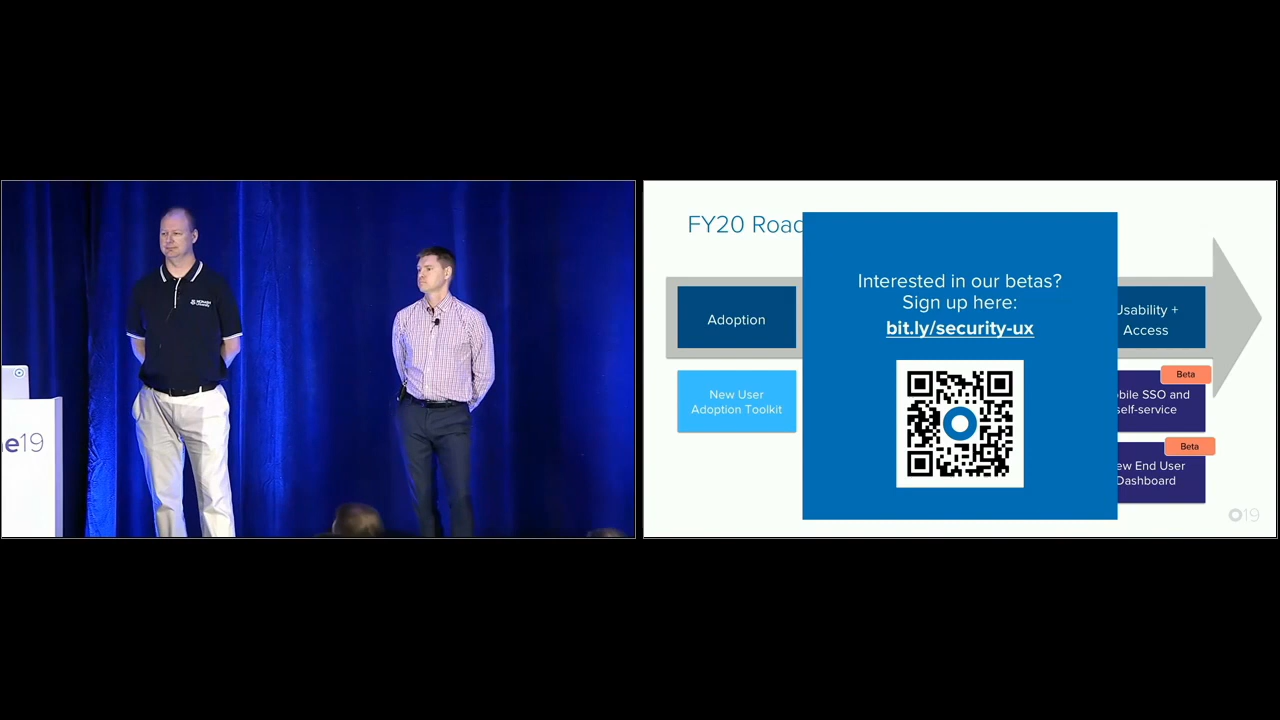 FY20 Road
Interested in our betas?
Sign up here:
bit.ly/security-ux
Adoption
Usability +
Access
New User
Adoption Toolkit
Beta
bile SSO and
self-service
Beta
ew End User
Dashboard
19
e19